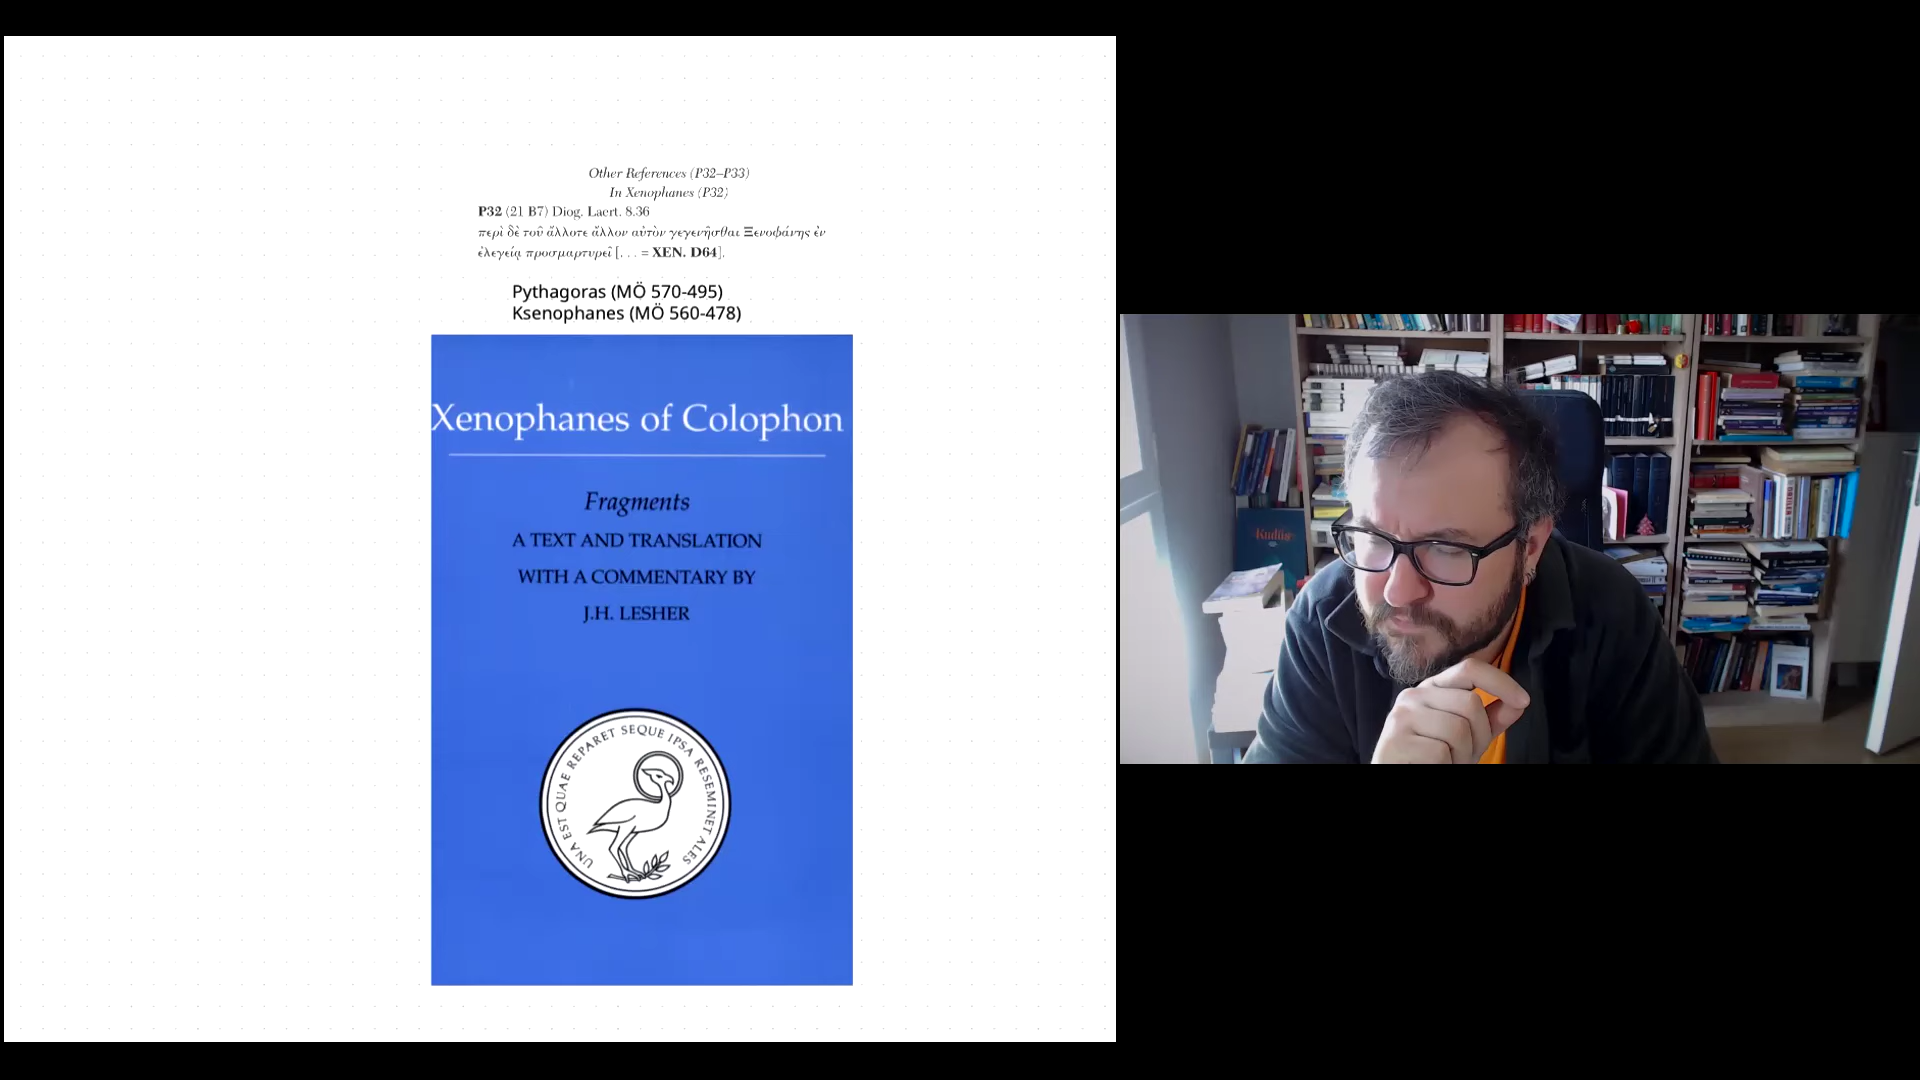 Other References (P32–P33)
In Xenophanes (P32)
P32 (21 B7) Diog. Laert. 8.36
περὶ δὲ τοῦ ἄλλοτε ἄλλον αὐτὸν γεγενῆσθαι Ξενοφάνης ἐν
ἐλεγείᾳ προσμαρτυρεῖ [. . . = XEN. D64].
Pythagoras (MÖ 570-495)
Ksenophanes (MÖ 560-478)
Xenophanes of Colophon
Fragments
A TEXT AND TRANSLATION
WITH A COMMENTARY BY
J.H. LESHER
UNA EST QUAE REPARET SEQUE IPSA RESEMINET ALES
Kudüs